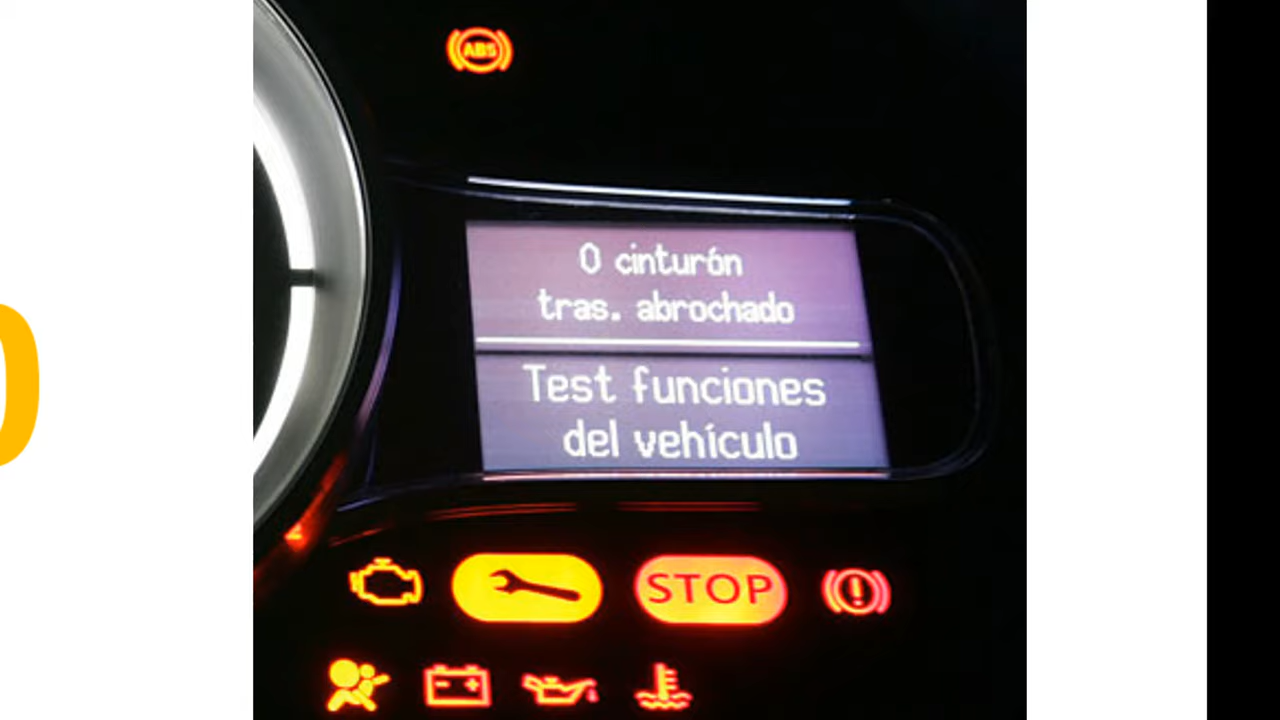 ABS
0 cinturón
tras. abrochado
Test funciones
del vehículo
STOP